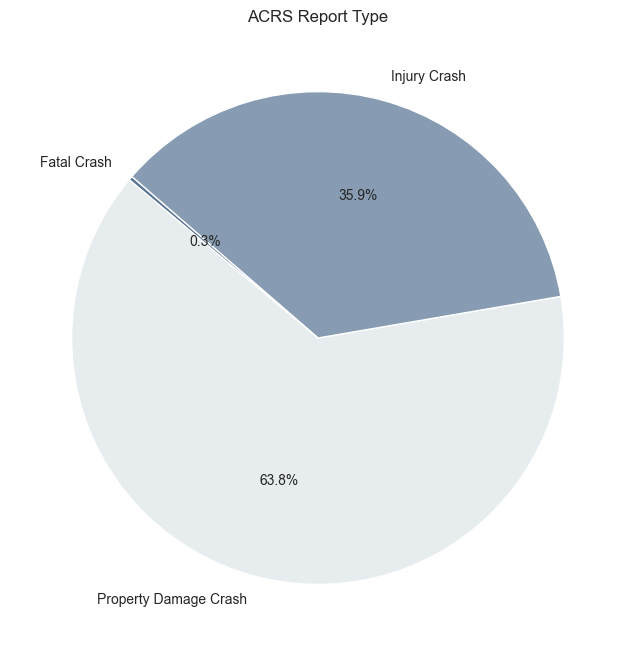 ACRS Report Type
Injury Crash
Fatal Crash
35.9%
0.3%
63.8%
Property Damage Crash